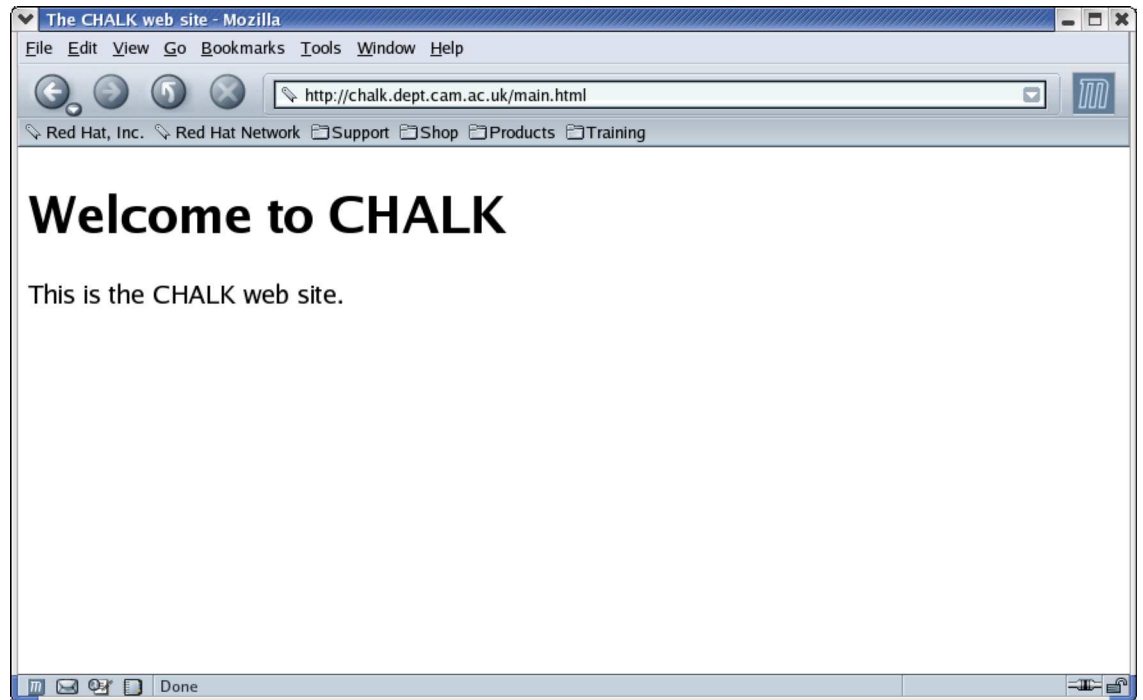 The CHALK web site - Mozilla
File Edit View Go Bookmarks Tools Window Help
http://chalk.dept.cam.ac.uk/main.html
m
Red Hat, Inc. Red Hat Network Support Shop Products Training
Welcome to CHALK
This is the CHALK web site.
m Done